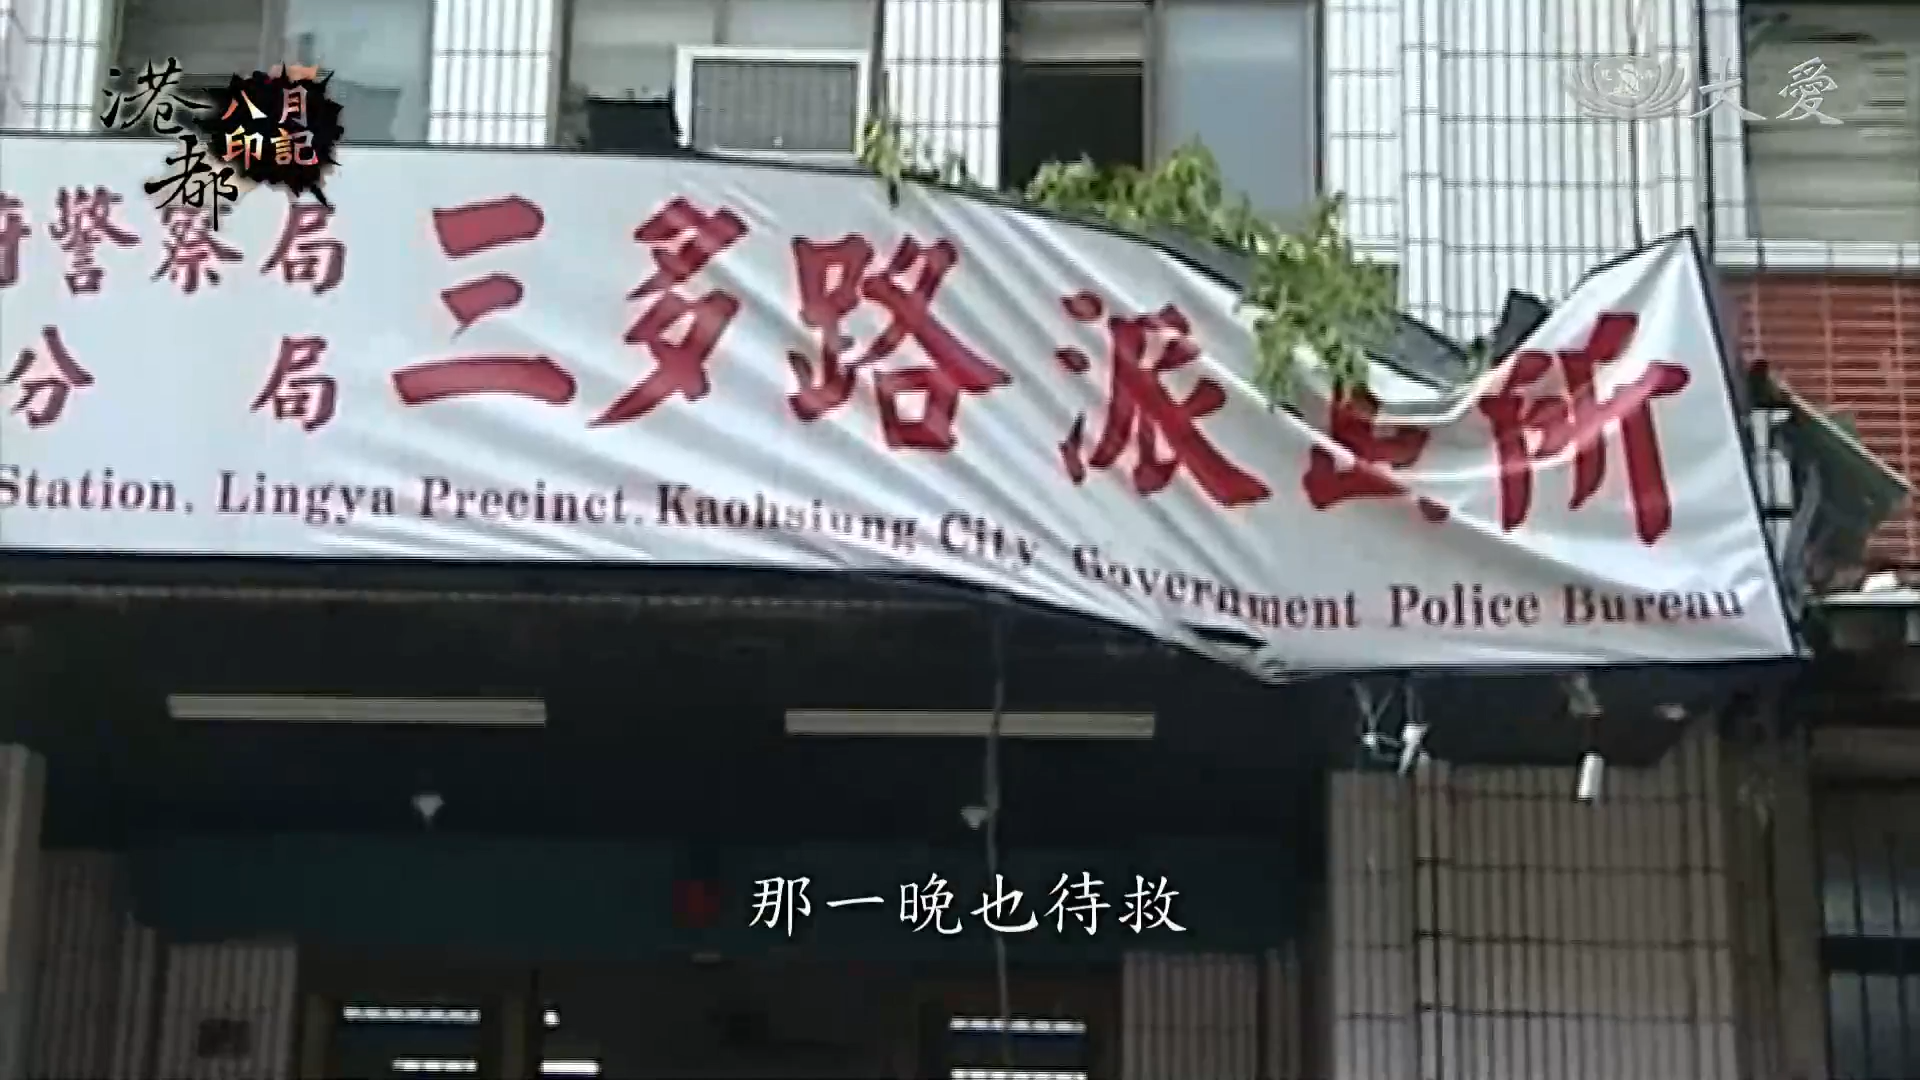 港都
八月
印記
大愛
警察局
分局
三多路派出所
Station, Lingya Precinct, Kaohsiung City Government Police Bureau
那一晚也待救